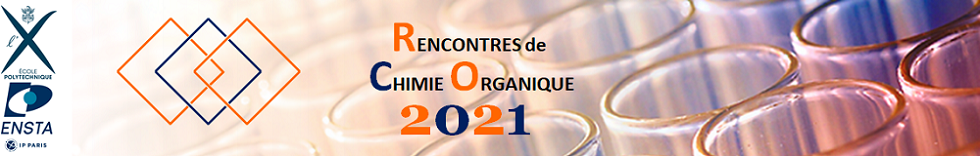 l'X
ÉCOLE
POLYTECHNIQUE
ENSTA
IP PARIS
RENCONTRES de
CHIMIE ORGANIQUE
2021